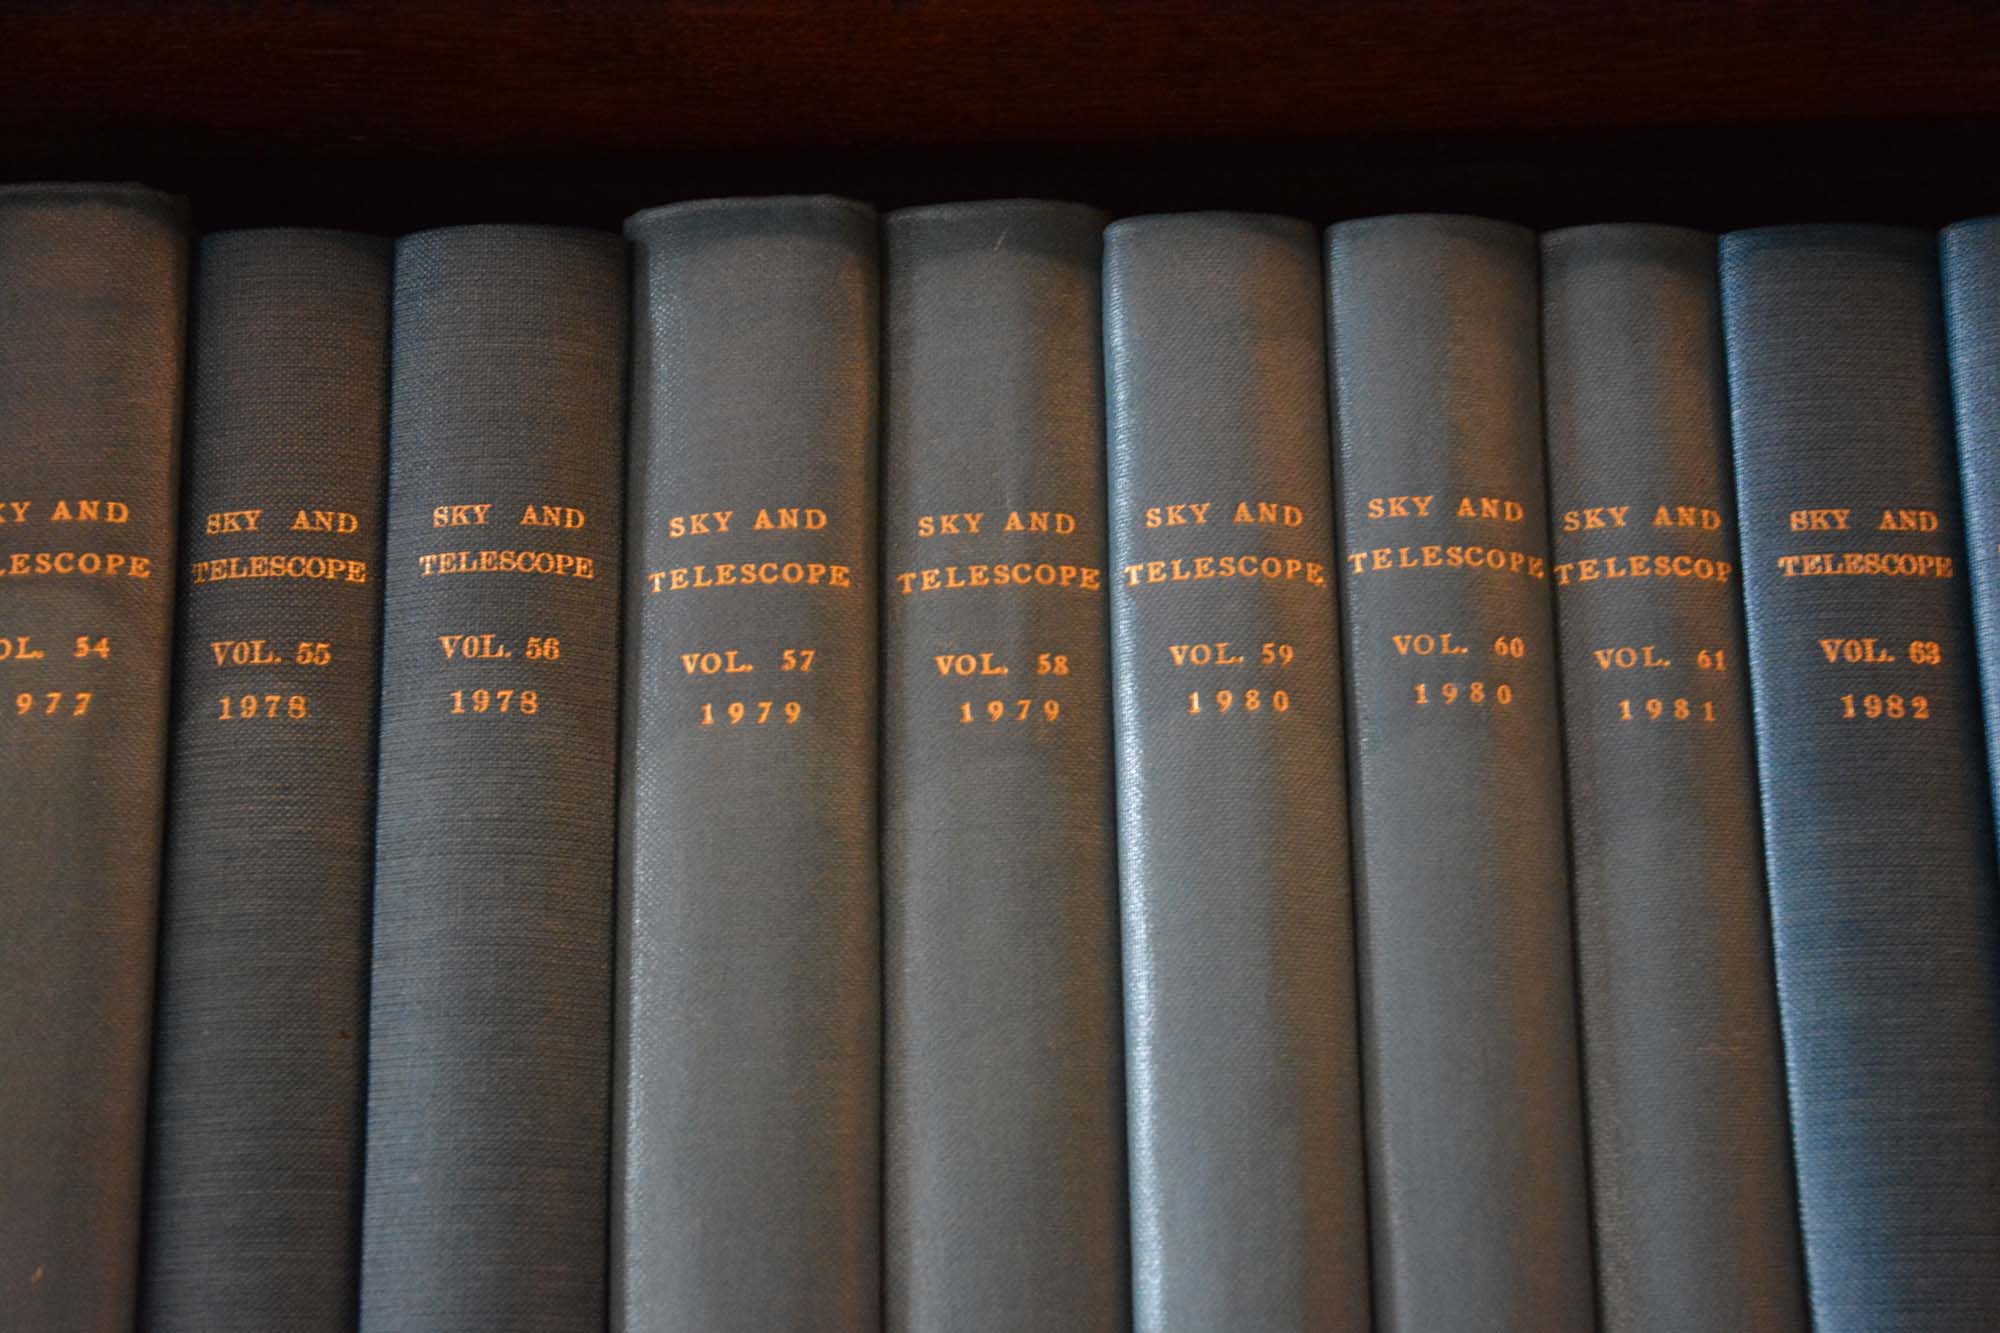 KY AND
LESCOPE
OL. 54
977
SKY AND
TELESCOPE
VOL. 55
1978
SKY AND
TELESCOPE
VOL. 56
1978
SKY AND
TELESCOPE
VOL. 57
1979
SKY AND
TELESCOPE
VOL. 58
1979
SKY AND
TELESCOPE
VOL. 59
1980
SKY AND
TELESCOPE
VOL. 60
1980
SKY AND
TELESCOP
VOL. 61
1981
SKY AND
TELESCOPE
VOL. 63
1982